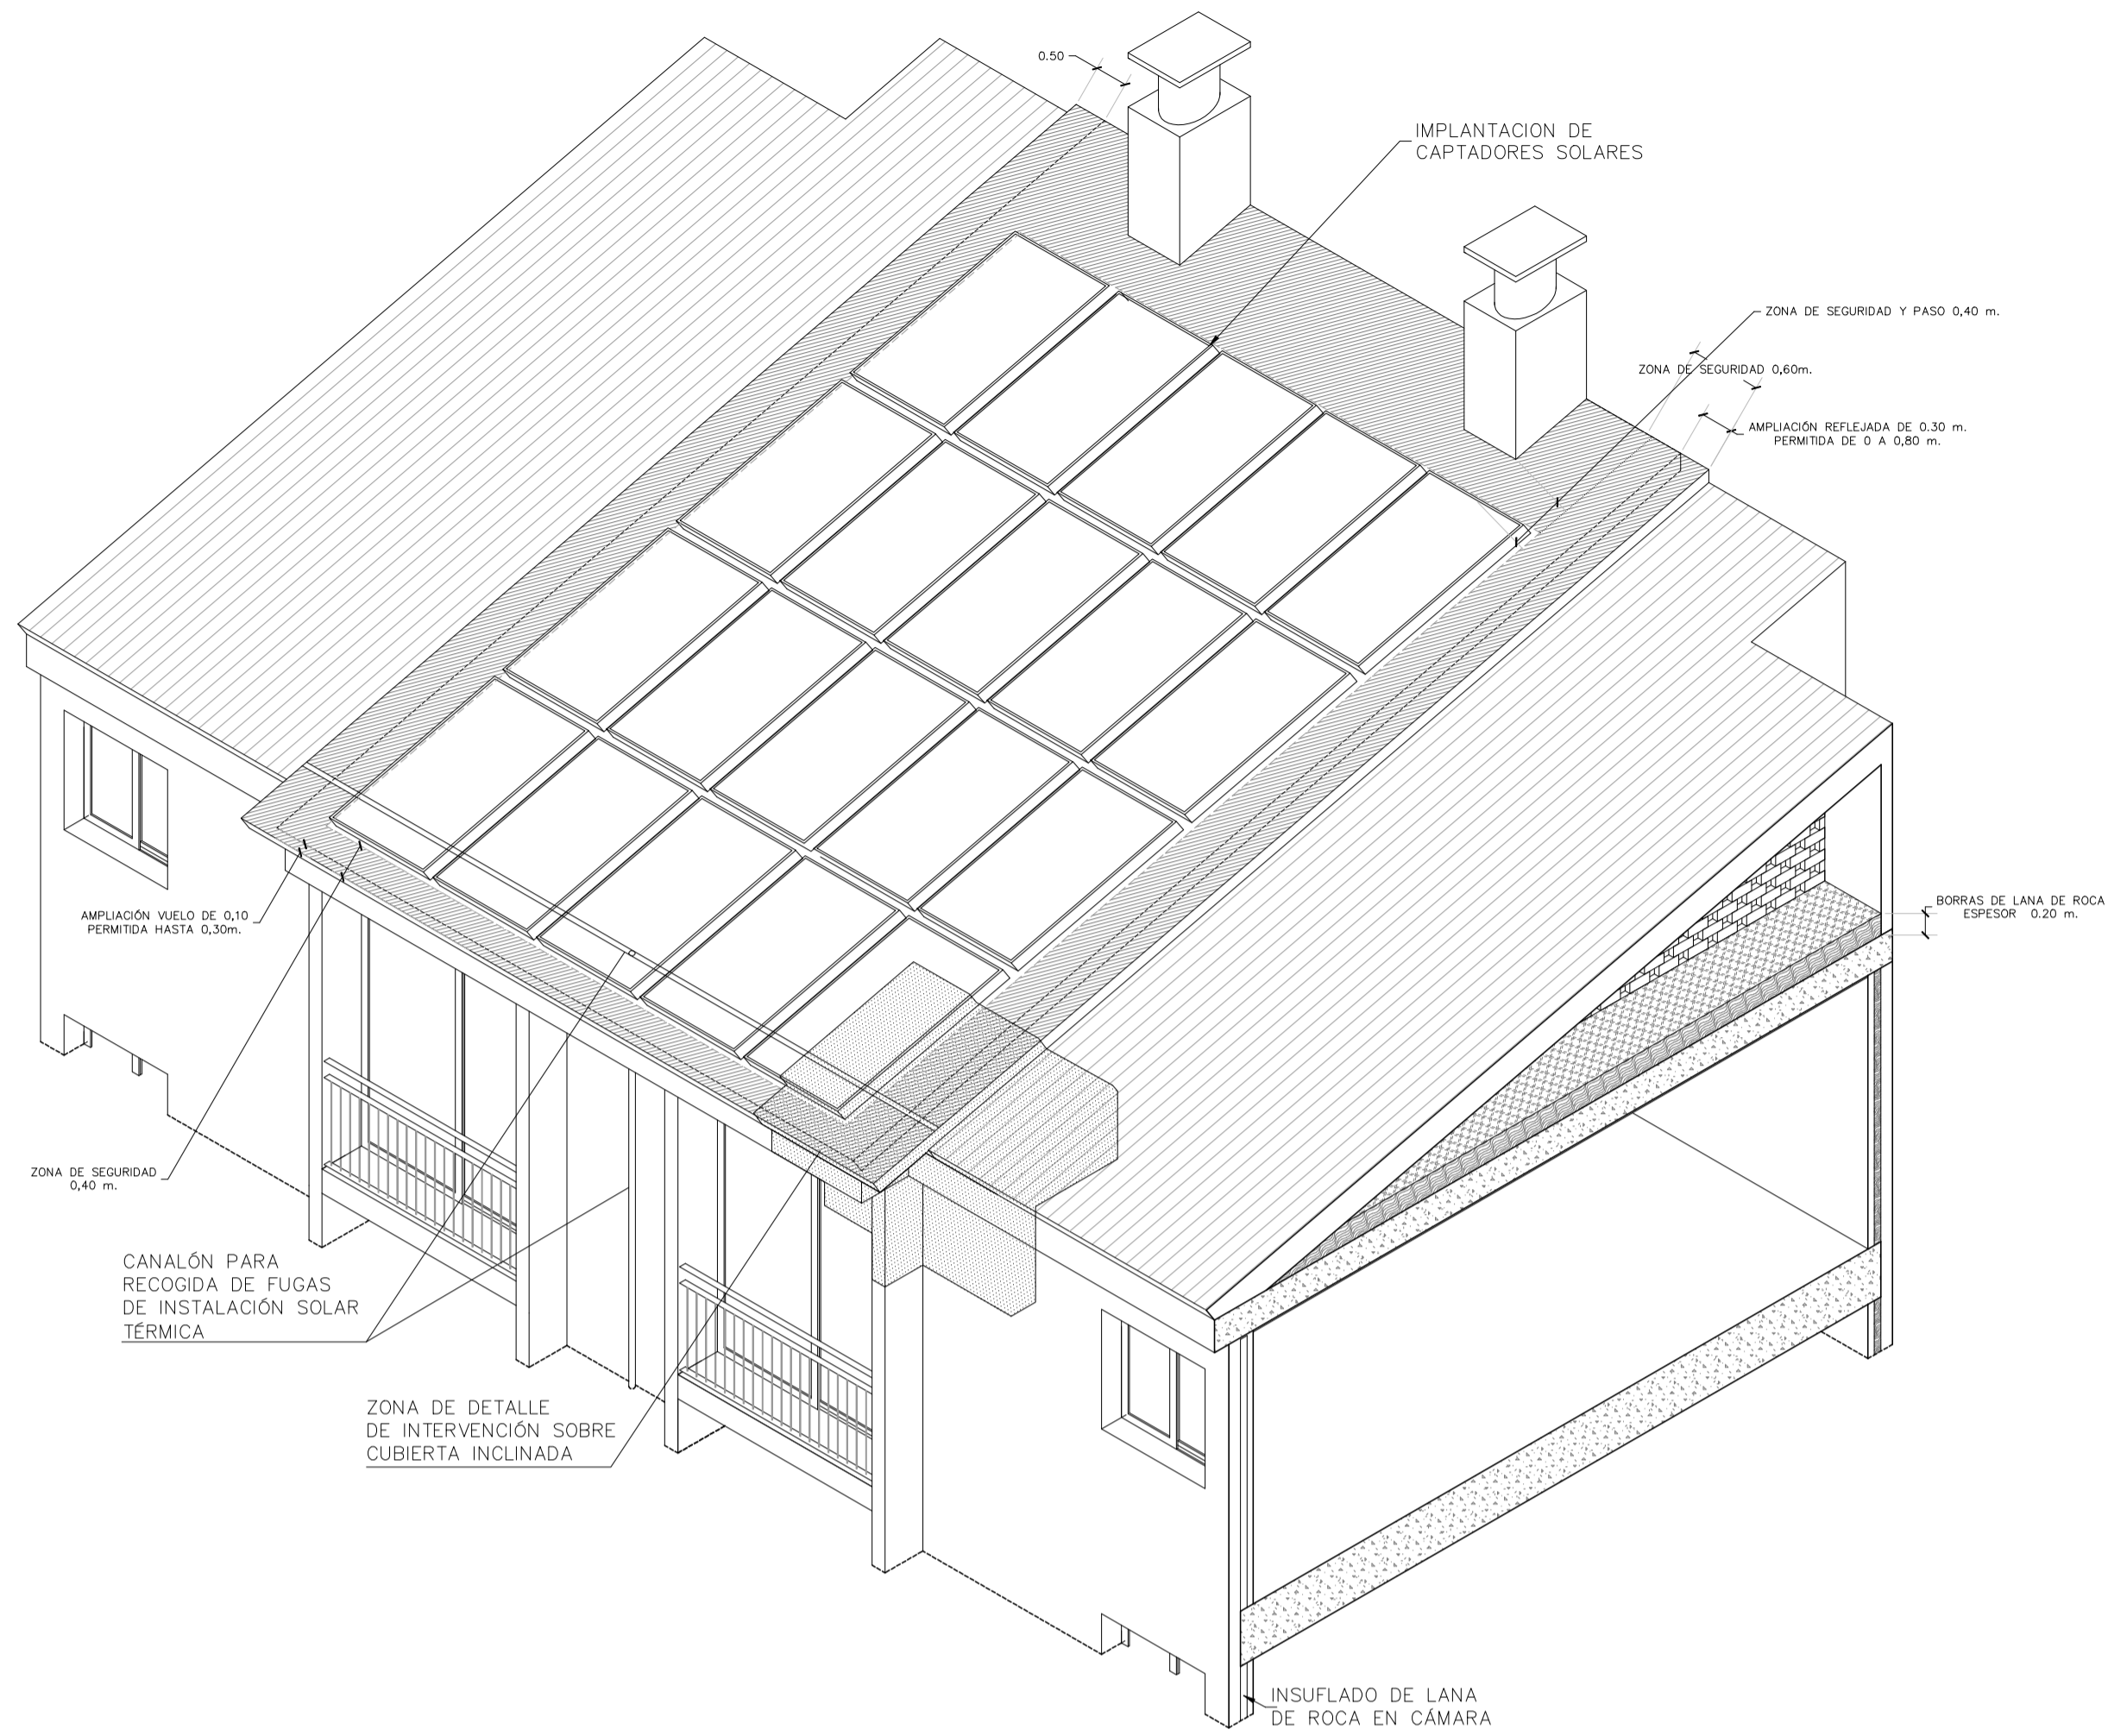 0.50
IMPLANTACION DE
CAPTADORES SOLARES
ZONA DE SEGURIDAD Y PASO 0,40 m.
ZONA DE SEGURIDAD 0,60m.
AMPLIACIÓN REFLEJADA DE 0.30 m.
PERMITIDA DE 0 A 0,80 m.
BORRAS DE LANA DE ROCA
ESPESOR 0.20 m.
AMPLIACIÓN VUELO DE 0,10
PERMITIDA HASTA 0,30m.
ZONA DE SEGURIDAD
0,40 m.
CANALÓN PARA
RECOGIDA DE FUGAS
DE INSTALACIÓN SOLAR
TÉRMICA
ZONA DE DETALLE
DE INTERVENCIÓN SOBRE
CUBIERTA INCLINADA
INSUFLADO DE LANA
DE ROCA EN CÁMARA